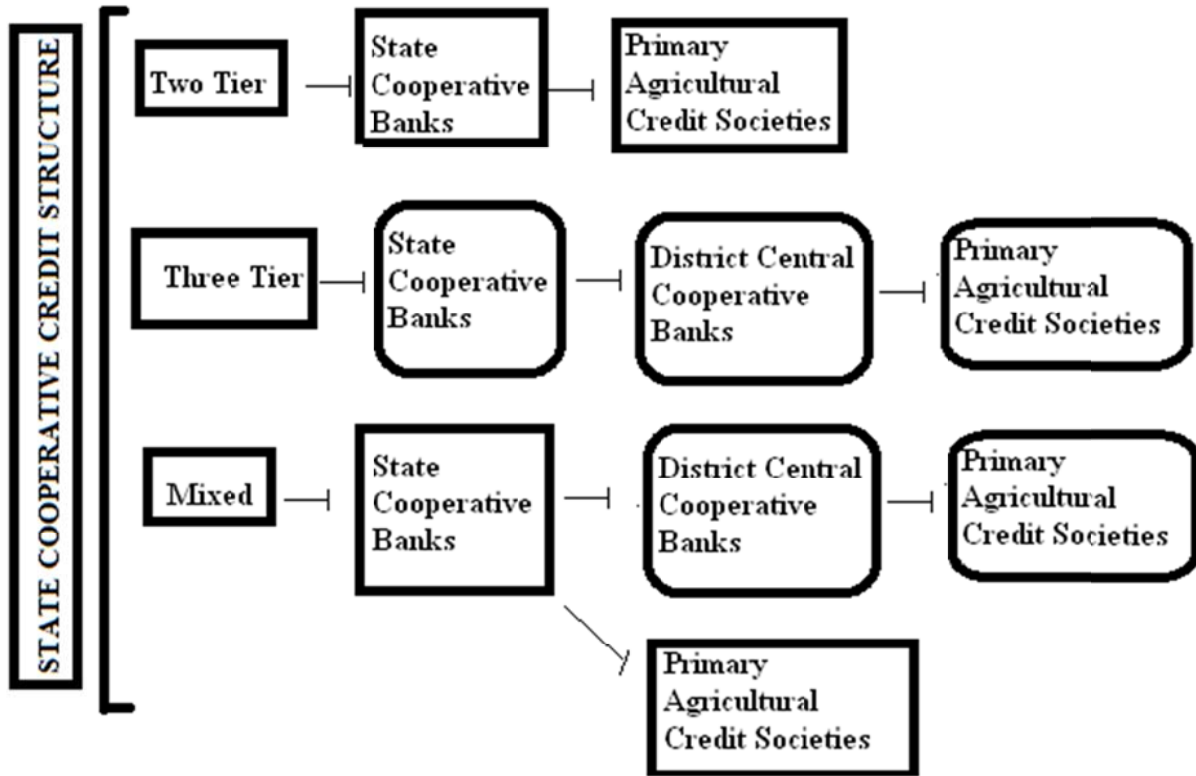 STATE COOPERATIVE CREDIT STRUCTURE
Two Tier
State
Cooperative
Banks
Primary
Agricultural
Credit Societies
Three Tier
State
Cooperative
Banks
District Central
Cooperative
Banks
Primary
Agricultural
Credit Societies
Mixed
State
Cooperative
Banks
District Central
Cooperative
Banks
Primary
Agricultural
Credit Societies
Primary
Agricultural
Credit Societies